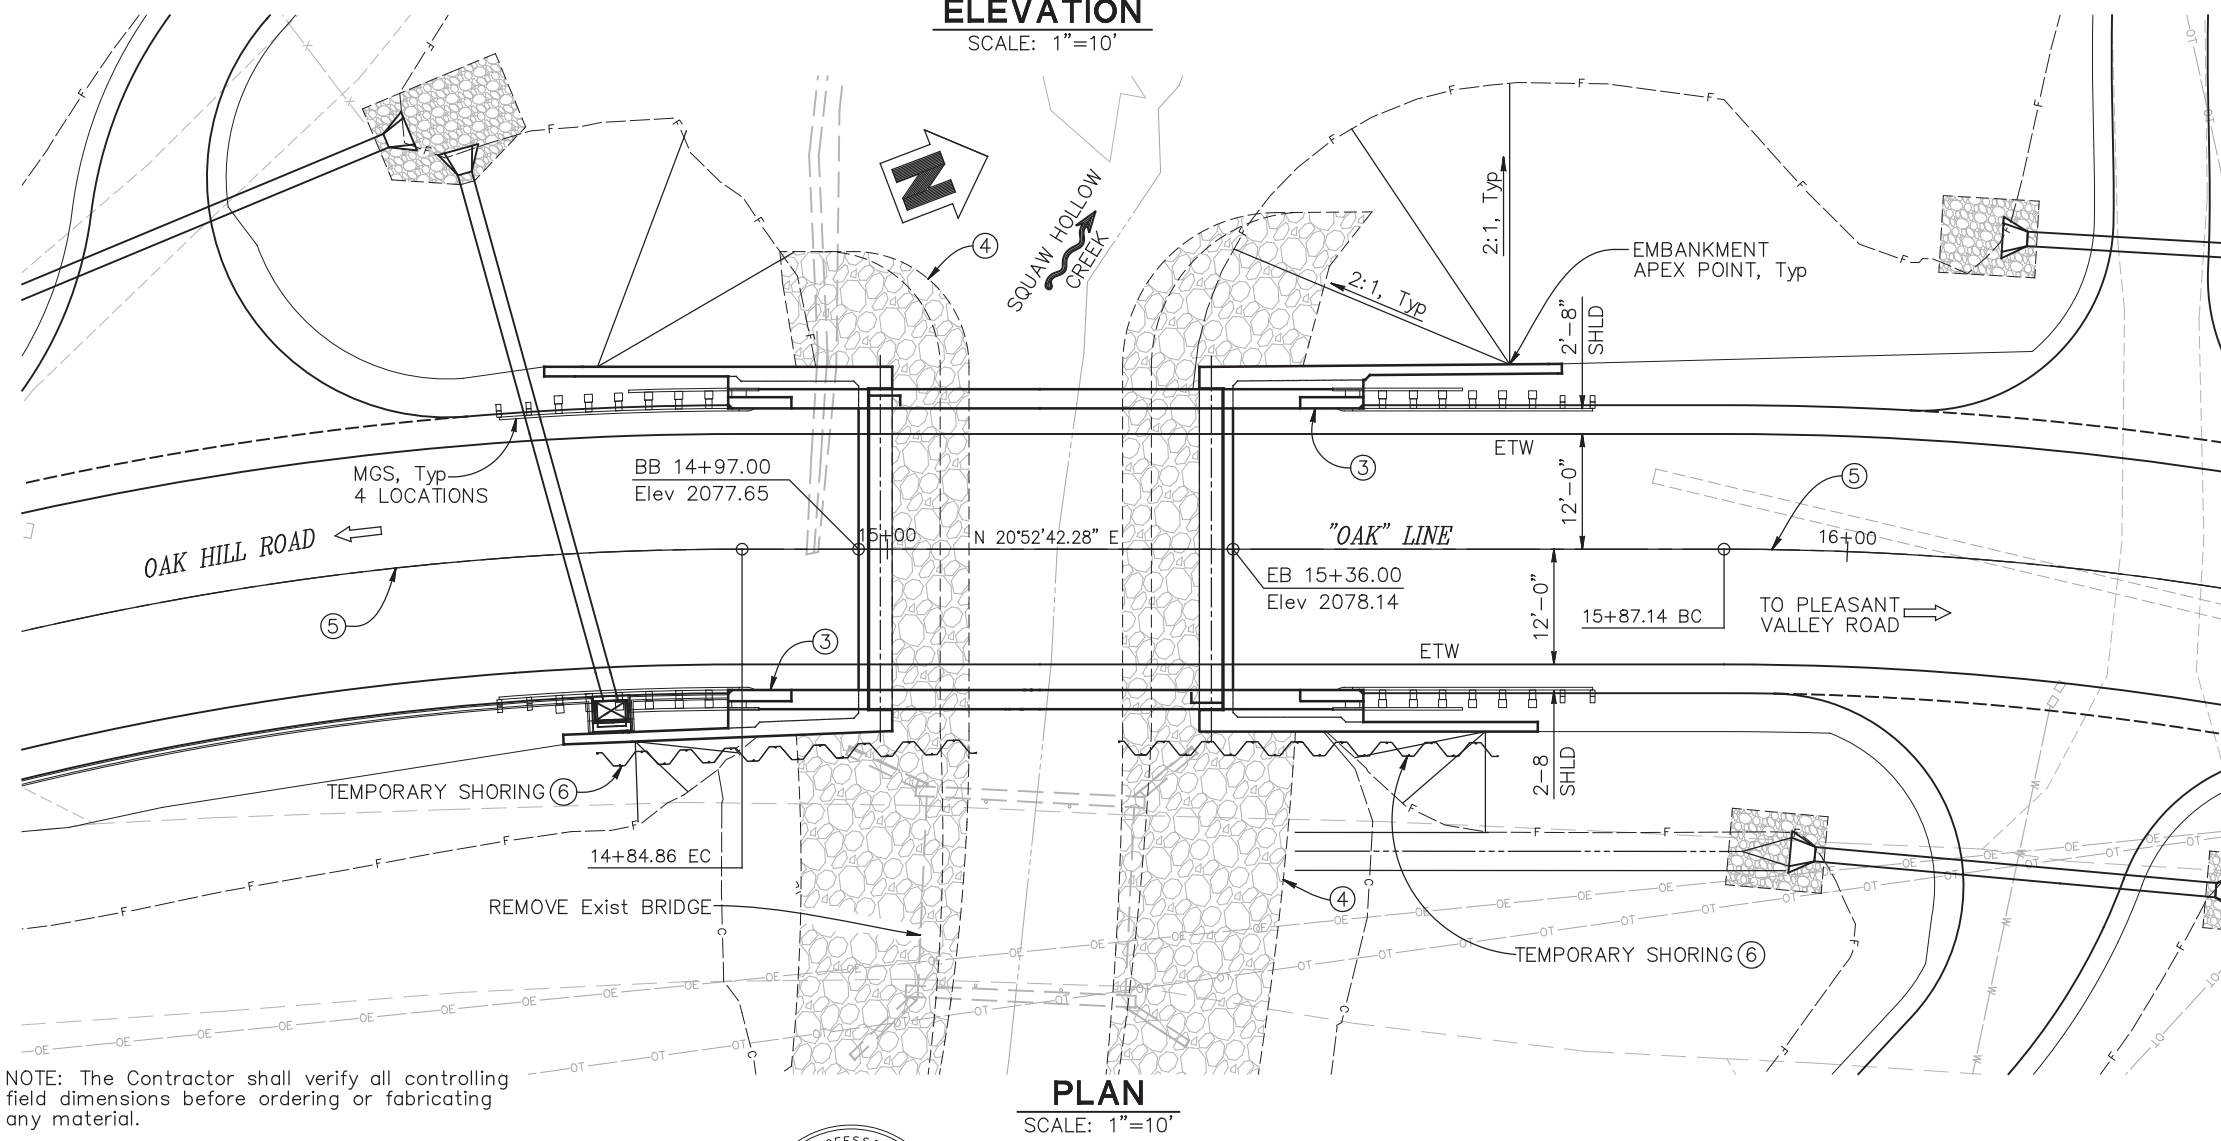 ELEVATION
SCALE: 1"=10'
N
SQUAW HOLLOW
CREEK
4
2:1, Typ
2:1, Typ
EMBANKMENT
APEX POINT, Typ
2'-8"
SHLD
MGS, Typ
4 LOCATIONS
BB 14+97.00
Elev 2077.65
3
ETW
12'-0"
5
OAK HILL ROAD
15+00
N 20°52'42.28" E
"OAK" LINE
16+00
EB 15+36.00
Elev 2078.14
12'-0"
15+87.14 BC
TO PLEASANT
VALLEY ROAD
5
3
ETW
TEMPORARY SHORING 6
2-8
SHLD
14+84.86 EC
REMOVE Exist BRIDGE
4
TEMPORARY SHORING 6
F
C
W
OE
OT
X
NOTE: The Contractor shall verify all controlling
field dimensions before ordering or fabricating
any material.
PLAN
SCALE: 1"=10'